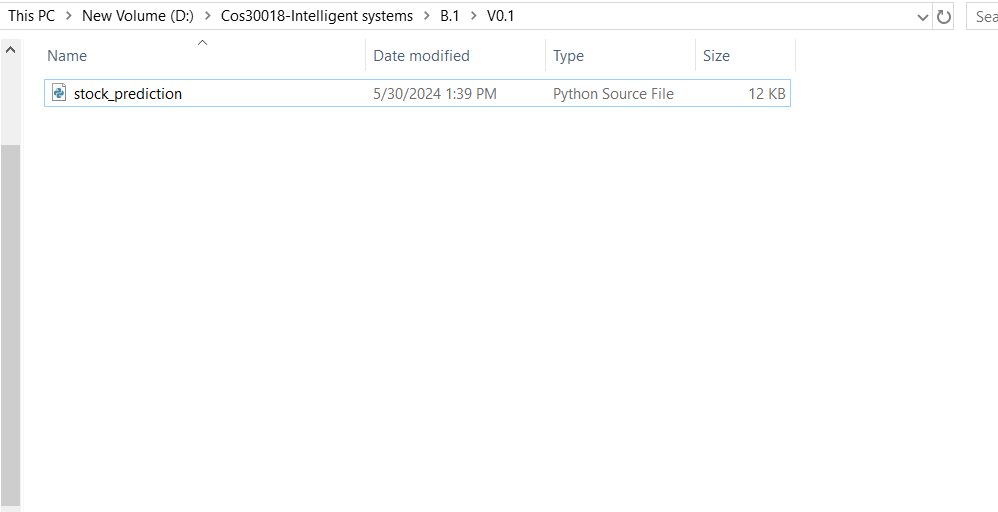 This PC > New Volume (D:) > Cos30018-Intelligent systems > B.1 > V0.1
Sea
Name Date modified Type Size
stock_prediction 5/30/2024 1:39 PM Python Source File 12 KB